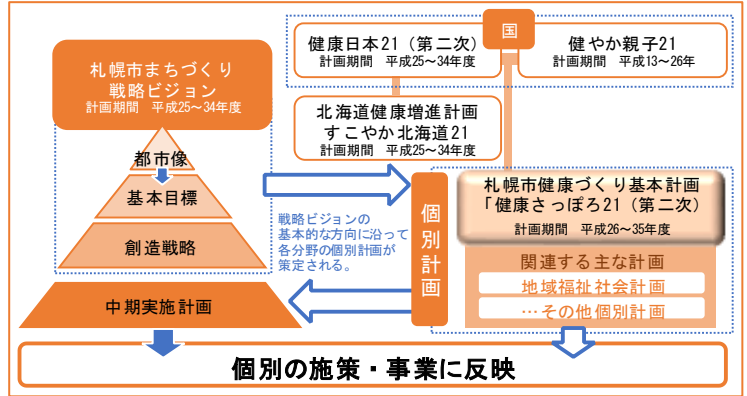 国
健康日本21（第二次）
計画期間　平成25～34年度
健やか親子21
計画期間　平成13～26年
札幌市まちづくり
戦略ビジョン
計画期間　平成25～34年度
北海道健康増進計画
すこやか北海道21
計画期間　平成25～34年度
都市像
基本目標
創造戦略
戦略ビジョンの
基本的な方向に沿って
各分野の個別計画が
策定される。
個別計画
札幌市健康づくり基本計画
「健康さっぽろ21（第二次）
計画期間　平成26～35年度
関連する主な計画
地域福祉社会計画
…その他個別計画
中期実施計画
個別の施策・事業に反映